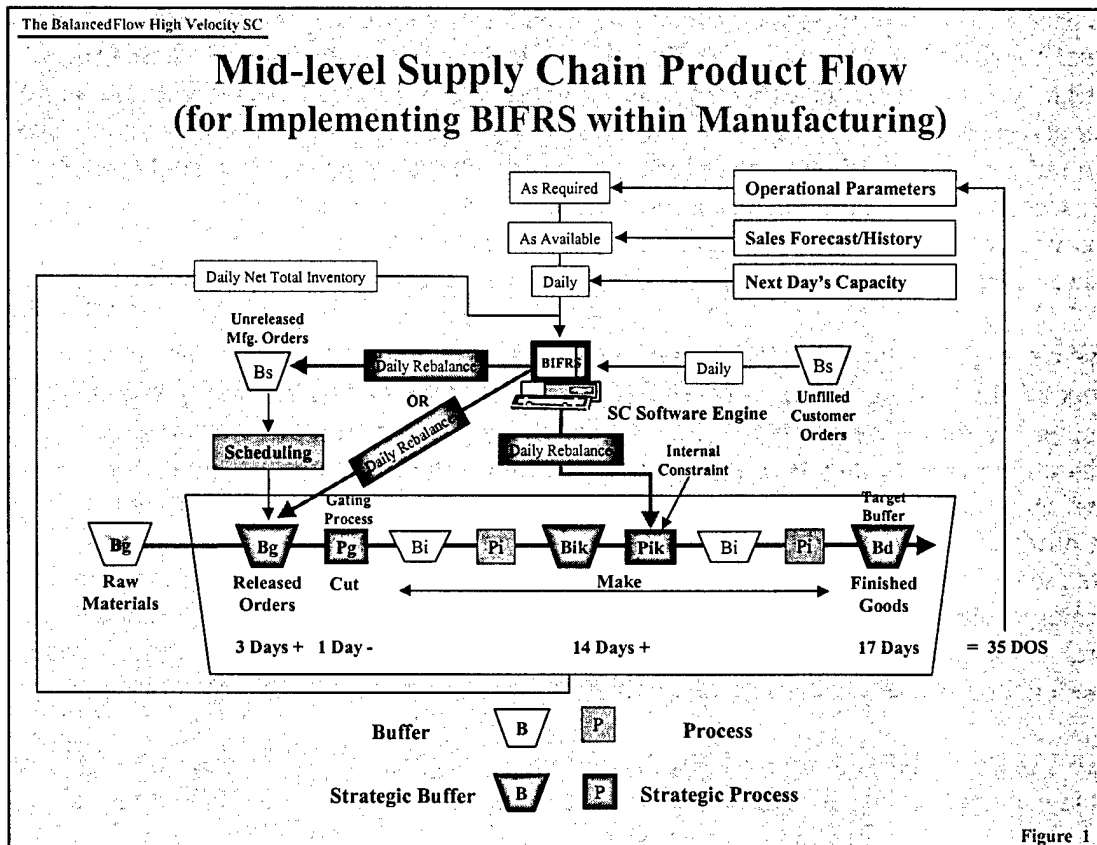 The BalancedFlow High Velocity SC
Mid-level Supply Chain Product Flow
(for Implementing BIFRS within Manufacturing)
As Required
Operational Parameters
As Available
Sales Forecast/History
Daily Net Total Inventory
Daily
Next Day's Capacity
Unreleased
Mfg. Orders
Bs
Daily Rebalance
BIFRS
Daily
Bs
Unfilled
Customer
Orders
OR
SC Software Engine
Daily Rebalance
Scheduling
Daily Rebalance
Internal
Constraint
Gating
Process
Target
Buffer
Bg
Bg
Pg
Bi
Pi
Bik
Pik
Bi
Pi
Bd
Raw
Materials
Released
Orders
Cut
Make
Finished
Goods
3 Days + 1 Day - 14 Days + 17 Days = 35 DOS
Buffer B P Process
Strategic Buffer B P Strategic Process
Figure 1